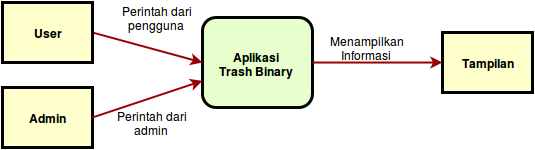 Perintah dari
pengguna
User
Aplikasi
Trash Binary
Menampilkan
Informasi
Tampilan
Admin
Perintah dari
admin